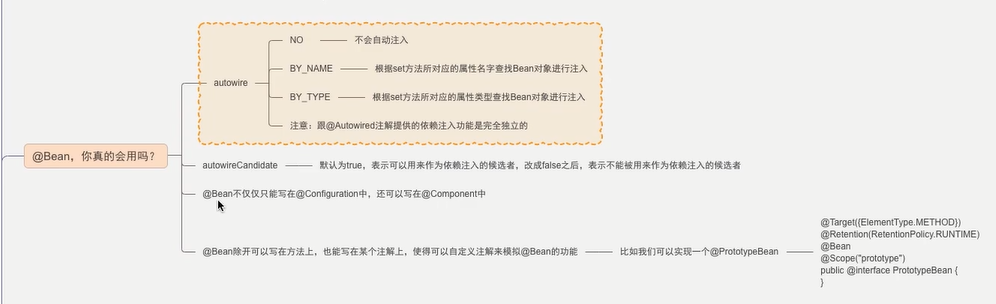 @Bean，你真的会用吗？
autowire
NO
不会自动注入
BY_NAME
根据set方法所对应的属性名字查找Bean对象进行注入
BY_TYPE
根据set方法所对应的属性类型查找Bean对象进行注入
注意：跟@Autowired注解提供的依赖注入功能是完全独立的
autowireCandidate
默认为true，表示可以用来作为依赖注入的候选者，改成false之后，表示不能被用来作为依赖注入的候选者
@Bean不仅仅只能写在@Configuration中，还可以写在@Component中
@Bean除开可以写在方法上，也能写在某个注解上，使得可以自定义注解来模拟@Bean的功能
比如我们可以实现一个@PrototypeBean
@Target({ElementType.METHOD})
@Retention(RetentionPolicy.RUNTIME)
@Bean
@Scope("prototype")
public @interface PrototypeBean {
}